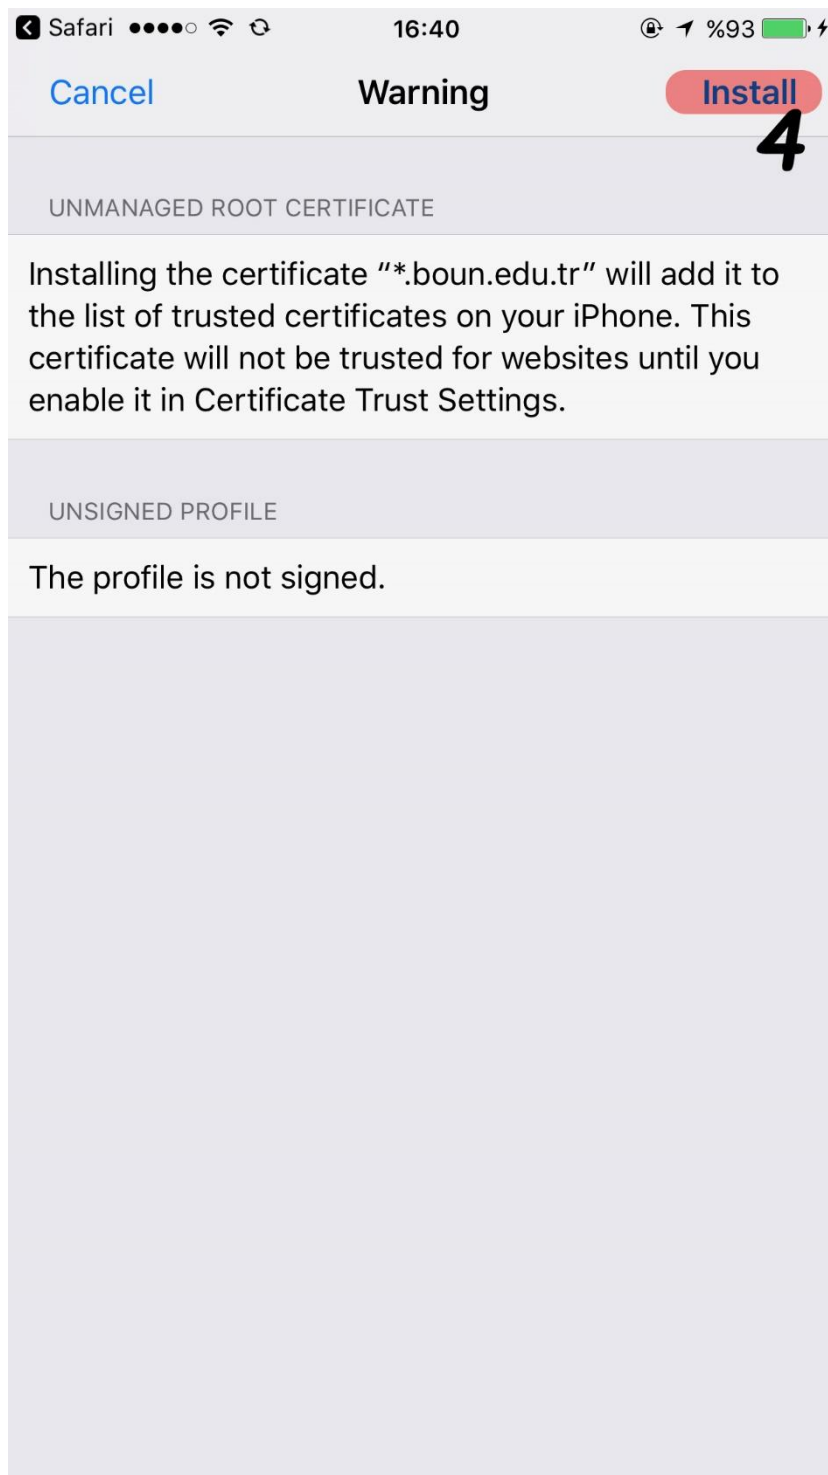 Safari 16:40 %93
Cancel Warning Install
4
UNMANAGED ROOT CERTIFICATE
Installing the certificate “*.boun.edu.tr” will add it to
the list of trusted certificates on your iPhone. This
certificate will not be trusted for websites until you
enable it in Certificate Trust Settings.
UNSIGNED PROFILE
The profile is not signed.